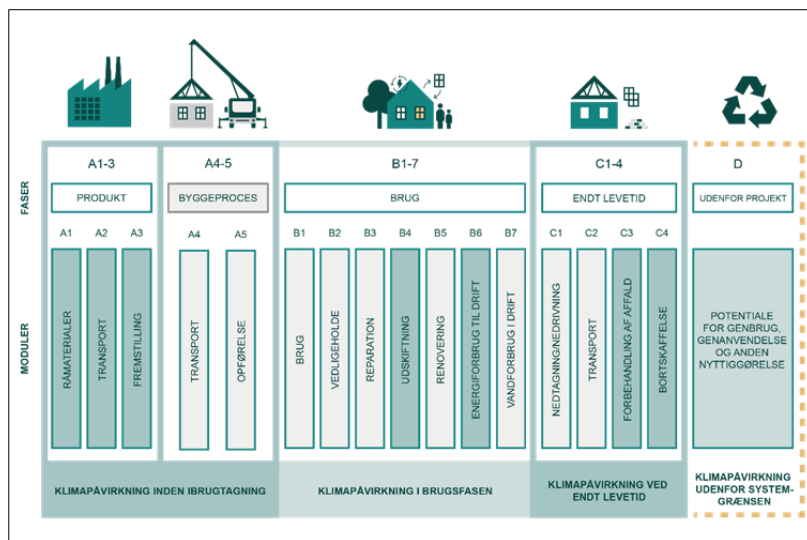 A1-3
A4-5
B1-7
C1-4
D
FASER
PRODUKT
BYGGEPROCES
BRUG
ENDT LEVETID
UDENFOR PROJEKT
A1
A2
A3
A4
A5
B1
B2
B3
B4
B5
B6
B7
C1
C2
C3
C4
MODULER
RÅMATERIALER
TRANSPORT
FREMSTILLING
TRANSPORT
OPFØRELSE
BRUG
VEDLIGEHOLDE
REPARATION
UDSKIFTNING
RENOVERING
ENERGIFORBRUG TIL DRIFT
VANDFORBRUG I DRIFT
NEDTAGNING/NEDRIVNING
TRANSPORT
FORBEHANDLING AF AFFALD
BORTSKAFFELSE
POTENTIALE
FOR GENBRUG,
GENANVENDELSE
OG ANDEN
NYTTIGGØRELSE
KLIMAPÅVIRKNING INDEN IBRUGTAGNING
KLIMAPÅVIRKNING I BRUGSFASEN
KLIMAPÅVIRKNING VED
ENDT LEVETID
KLIMAPÅVIRKNING
UDENFOR SYSTEM-
GRÆNSEN